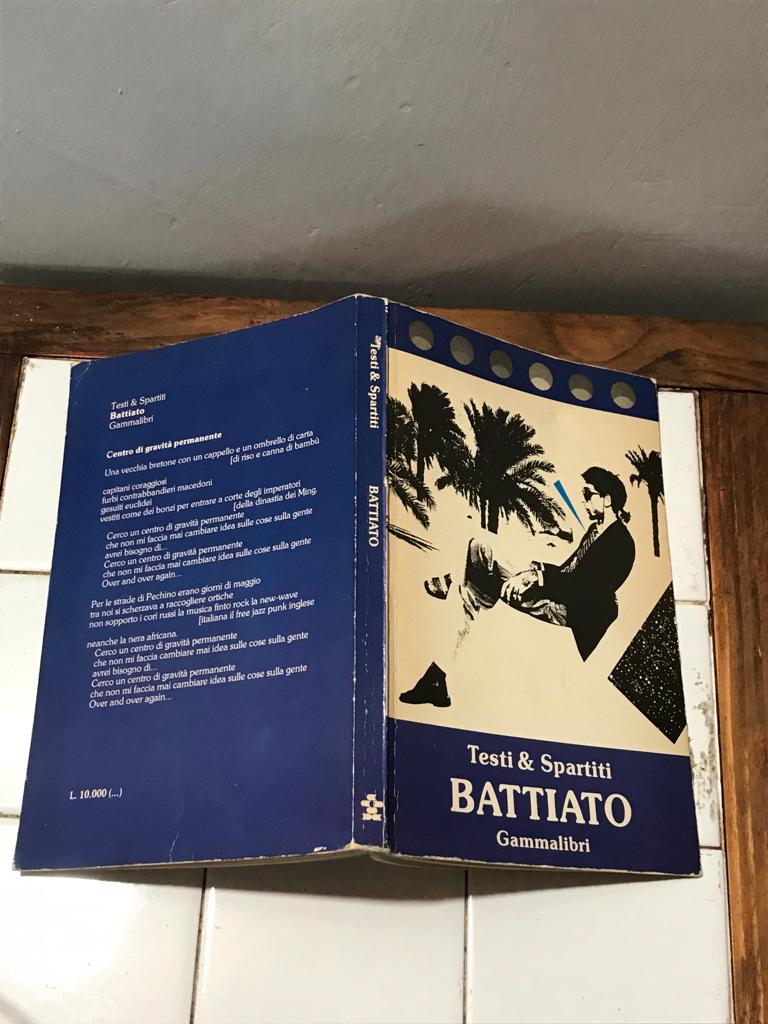 Testi & Spartiti
Battiato
Gammalibri
Centro di gravità permanente
Una vecchia bretone con un cappello e un ombrello di carta
[di riso e canna di bambù
capitani coraggiosi
furbi contrabbandieri macedoni
gesuiti euclidei
vestiti come dei bonzi per entrare a corte degli imperatori
[della dinastia dei Ming.
Cerco un centro di gravità permanente
che non mi faccia mai cambiare idea sulle cose sulla gente
avrei bisogno di...
Cerco un centro di gravità permanente
che non mi faccia mai cambiare idea sulle cose sulla gente
Over and over again...
Per le strade di Pechino erano giorni di maggio
tra noi si scherzava a raccogliere ortiche
non sopporto i cori russi la musica finto rock la new-wave
[italiana il free jazz punk inglese
neanche la nera africana.
Cerco un centro di gravità permanente
che non mi faccia cambiare mai idea sulle cose sulla gente
avrei bisogno di...
Cerco un centro di gravità permanente
che non mi faccia mai cambiare idea sulle cose sulla gente
Over and over again...
L. 10.000 (...)
Testi & Spartiti
BATTIATO
Testi & Spartiti
BATTIATO
Gammalibri